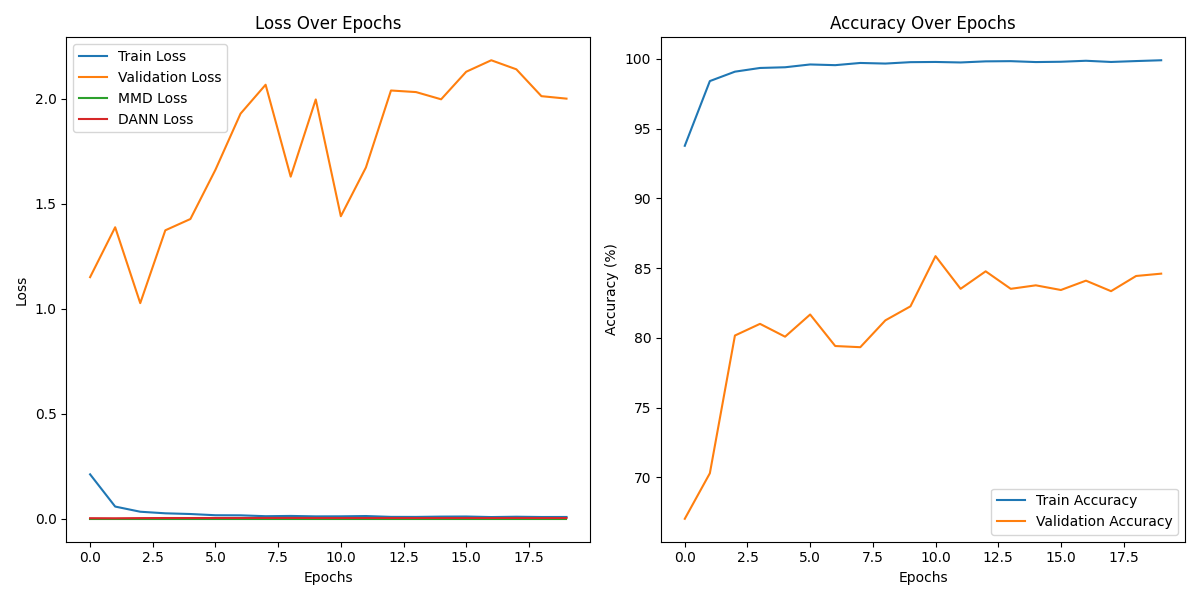 Loss Over Epochs
Train Loss
Validation Loss
MMD Loss
DANN Loss
2.0
1.5
1.0
0.5
0.0
Loss
0.0 2.5 5.0 7.5 10.0 12.5 15.0 17.5
Epochs
Accuracy Over Epochs
100
95
90
85
80
75
70
Accuracy (%)
Train Accuracy
Validation Accuracy
0.0 2.5 5.0 7.5 10.0 12.5 15.0 17.5
Epochs